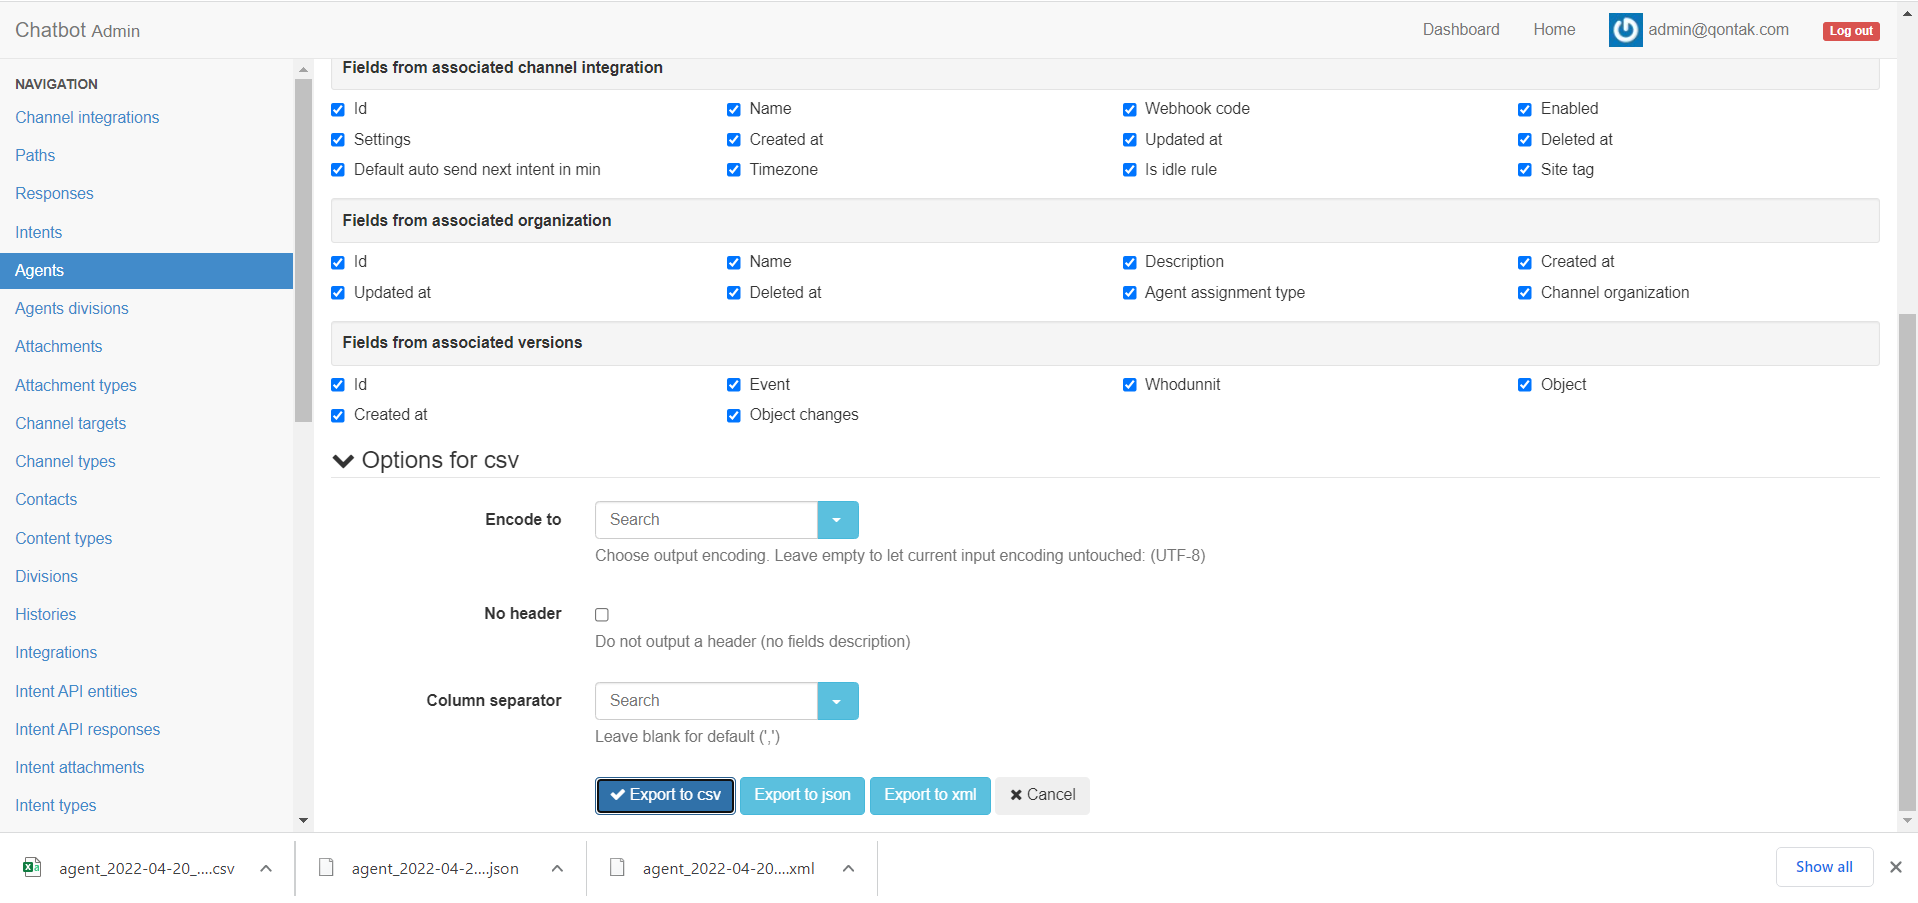 Chatbot Admin
Dashboard Home admin@qontak.com Log out
NAVIGATION
Channel integrations
Paths
Responses
Intents
Agents
Agents divisions
Attachments
Attachment types
Channel targets
Channel types
Contacts
Content types
Divisions
Histories
Integrations
Intent API entities
Intent API responses
Intent attachments
Intent types
Fields from associated channel integration
Id Name Webhook code Enabled
Settings Created at Updated at Deleted at
Default auto send next intent in min Timezone Is idle rule Site tag
Fields from associated organization
Id Name Description Created at
Updated at Deleted at Agent assignment type Channel organization
Fields from associated versions
Id Event Whodunnit Object
Created at Object changes
Options for csv
Encode to Search
Choose output encoding. Leave empty to let current input encoding untouched: (UTF-8)
No header
Do not output a header (no fields description)
Column separator Search
Leave blank for default (',')
Export to csv Export to json Export to xml Cancel
agent_2022-04-20_....csv agent_2022-04-2....json agent_2022-04-20....xml Show all